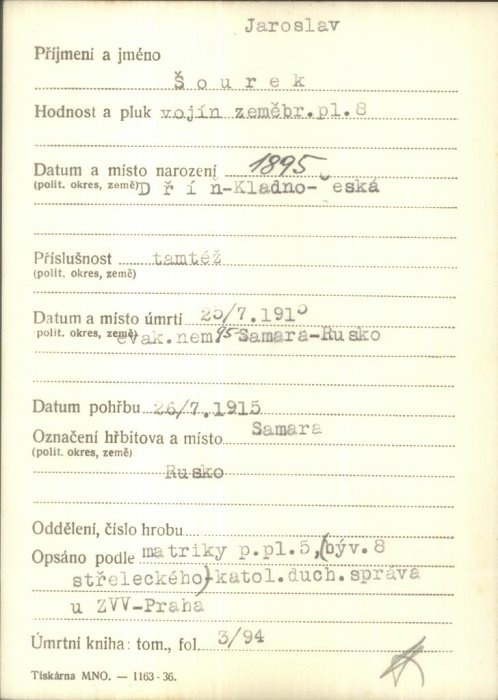 Jaroslav
Příjmení a jméno
Šourek
Hodnost a pluk vojín zeměbr.pl.8
Datum a místo narození 1895
(polit. okres, země) Dříň-Kladno-Česká
Příslušnost tamtéž
(polit. okres, země)
Datum a místo úmrtí 25/7.1915
polit. okres, země) evak.nem 95 Samara-Rusko
Datum pohřbu 26/7.1915
Označení hřbitova a místo Samara
(polit. okres, země)
Rusko
Oddělení, číslo hrobu
Opsáno podle matriky p.pl.5,(býv.8
střeleckého)-katol.duch.správa
u ZVV-Praha
Úmrtní kniha: tom., fol. 3/94
Tiskárna MNO. — 1163-36.